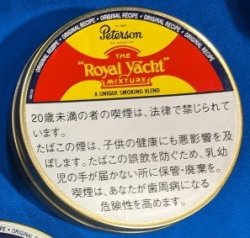 ORIGINAL RECIPE • ORIGINAL RECIPE • ORIGINAL RECIPE
Peterson
THE
"Royal Yacht"
MIXTURE
A UNIQUE SMOKING BLEND
20歳未満の者の喫煙は、法律で禁じられて
います。
たばこの煙は、子供の健康にも悪影響を及
ぼします。たばこの誤飲を防ぐため、乳幼
児の手が届かない所に保管・廃棄を。
喫煙は、あなたが歯周病になる
危険性を高めます。